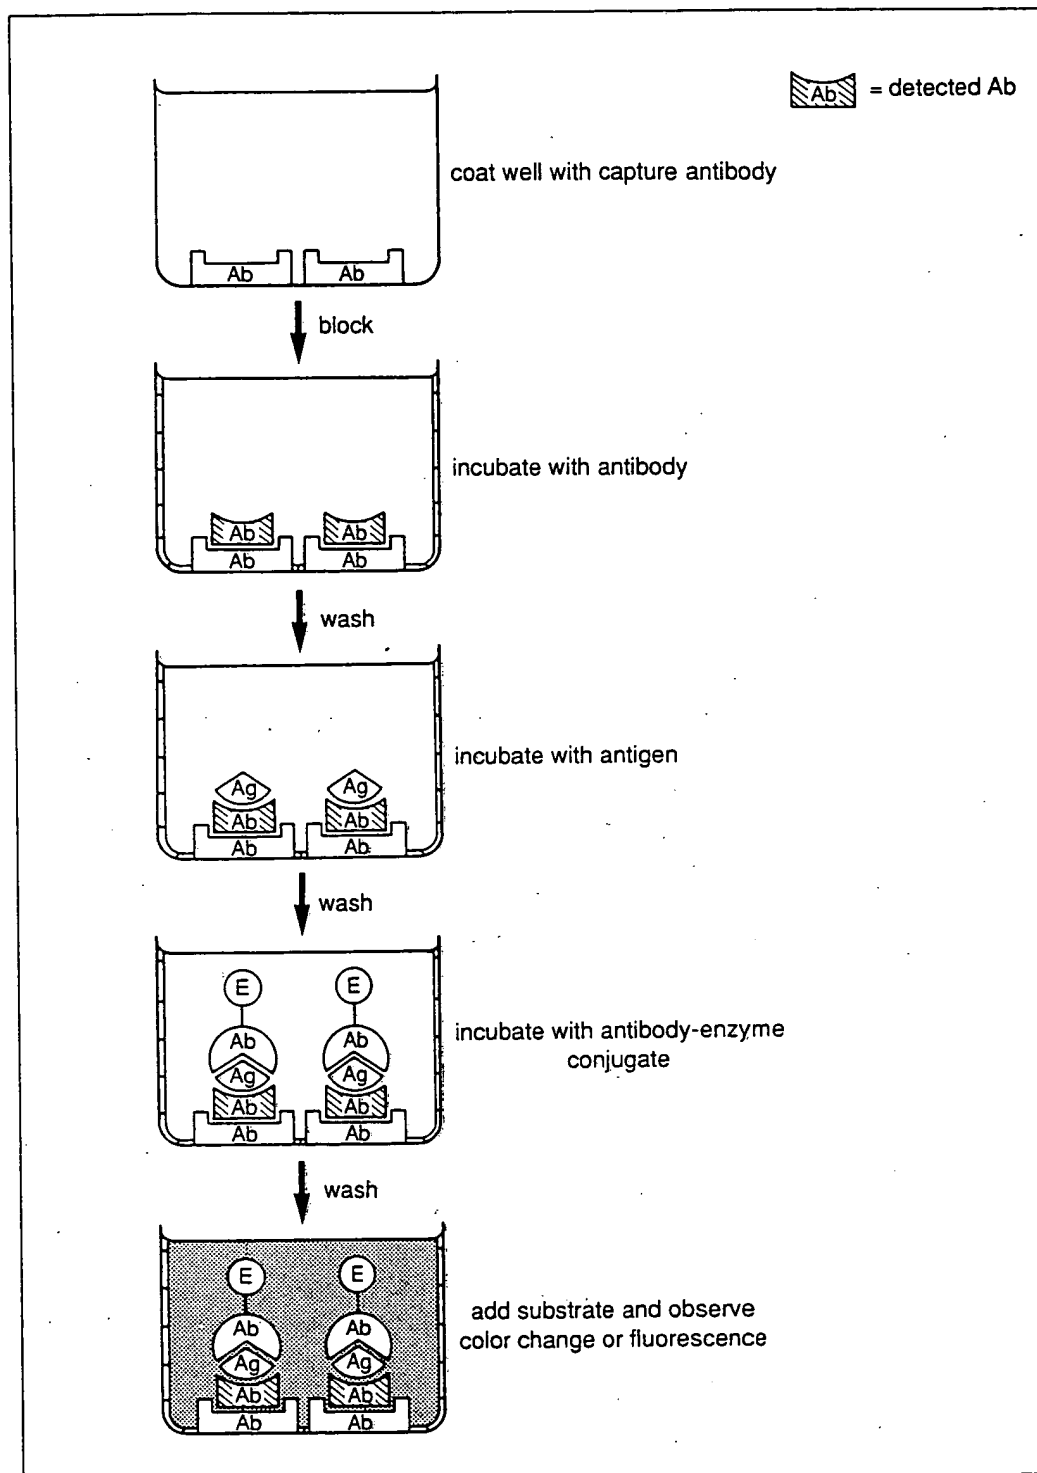 Ab = detected Ab
coat well with capture antibody
Ab Ab
block
incubate with antibody
Ab Ab
Ab Ab
wash
incubate with antigen
Ag Ag
Ab Ab
Ab Ab
wash
E E
incubate with antibody-enzyme
conjugate
Ab Ab
Ag Ag
Ab Ab
Ab Ab
wash
E E
add substrate and observe
color change or fluorescence
Ab Ab
Ag Ag
Ab Ab
Ab Ab